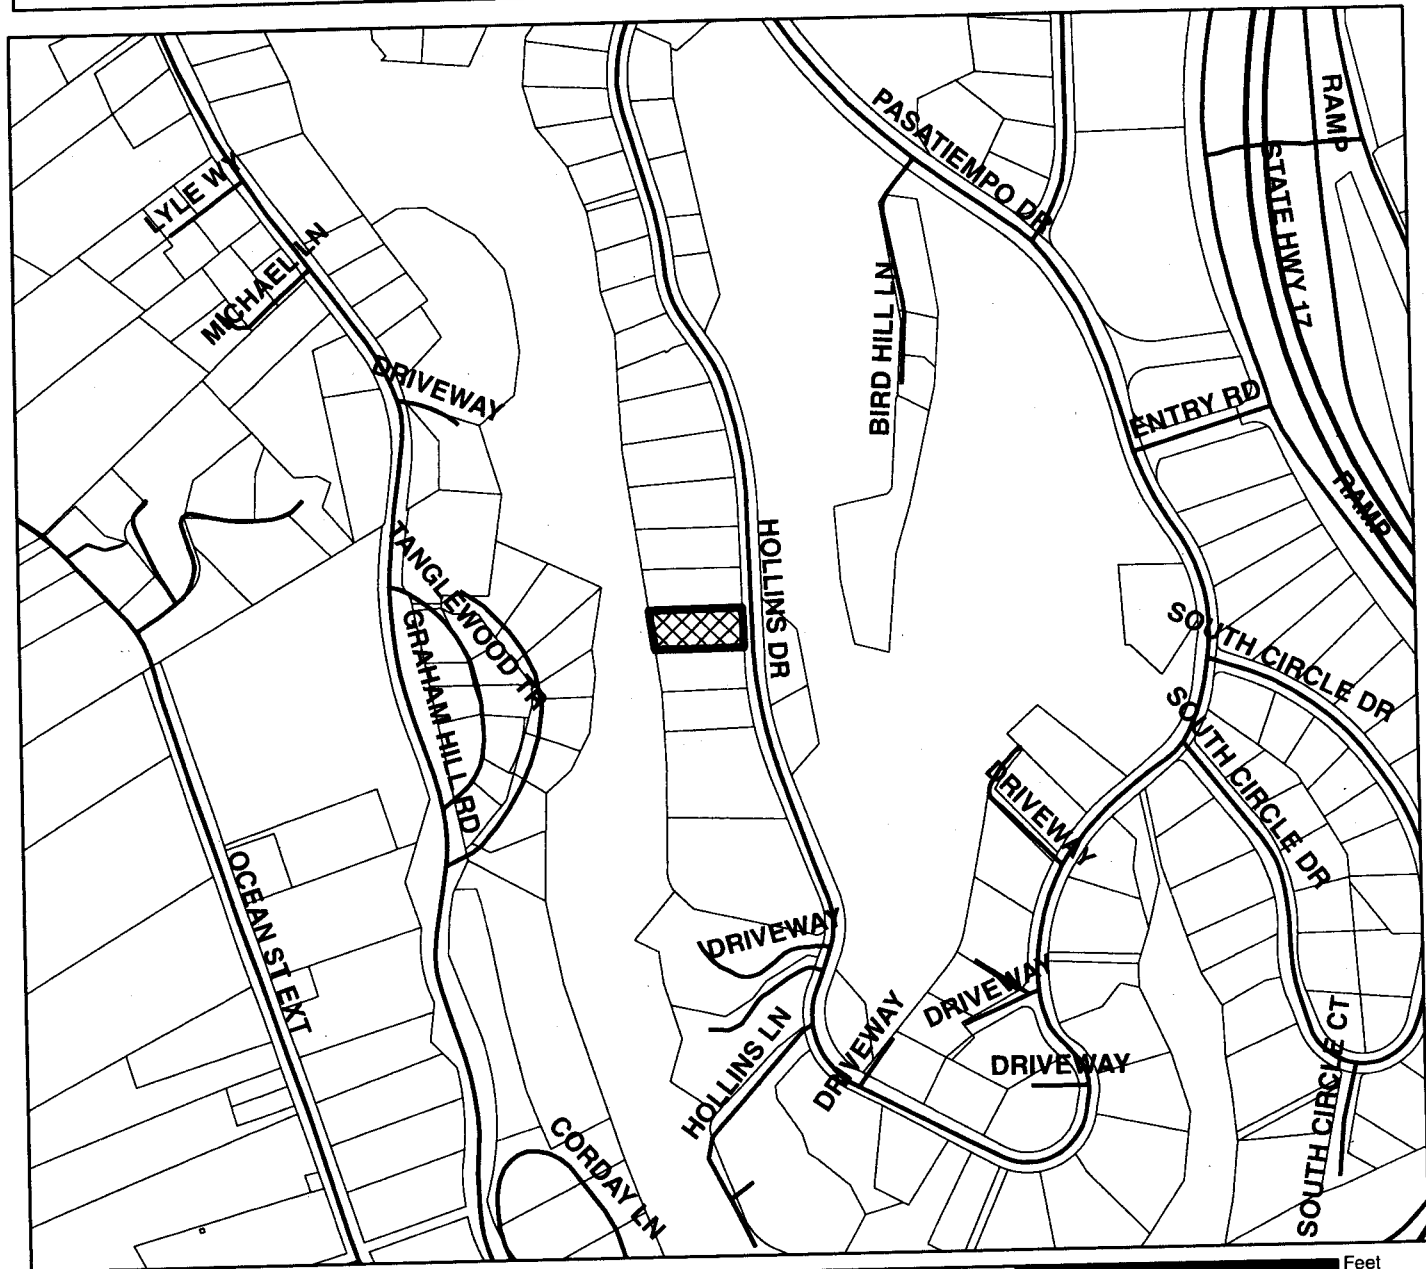 RAMP
PASATIEMPO DR
STATE HWY 17
LYLE WY
MICHAEL LN
BIRD HILL LN
DRIVEWAY
ENTRY RD
RAMP
HOLLINS DR
TANGLEWOOD TR
GRAHAM HILL RD
SOUTH CIRCLE DR
SOUTH CIRCLE DR
DRIVEWAY
OCEAN ST EXT
DRIVEWAY
DRIVEWAY
DRIVEWAY
HOLLINS LN
DRIVEWAY
SOUTH CIRCLE CT
CORDAY LN
Feet